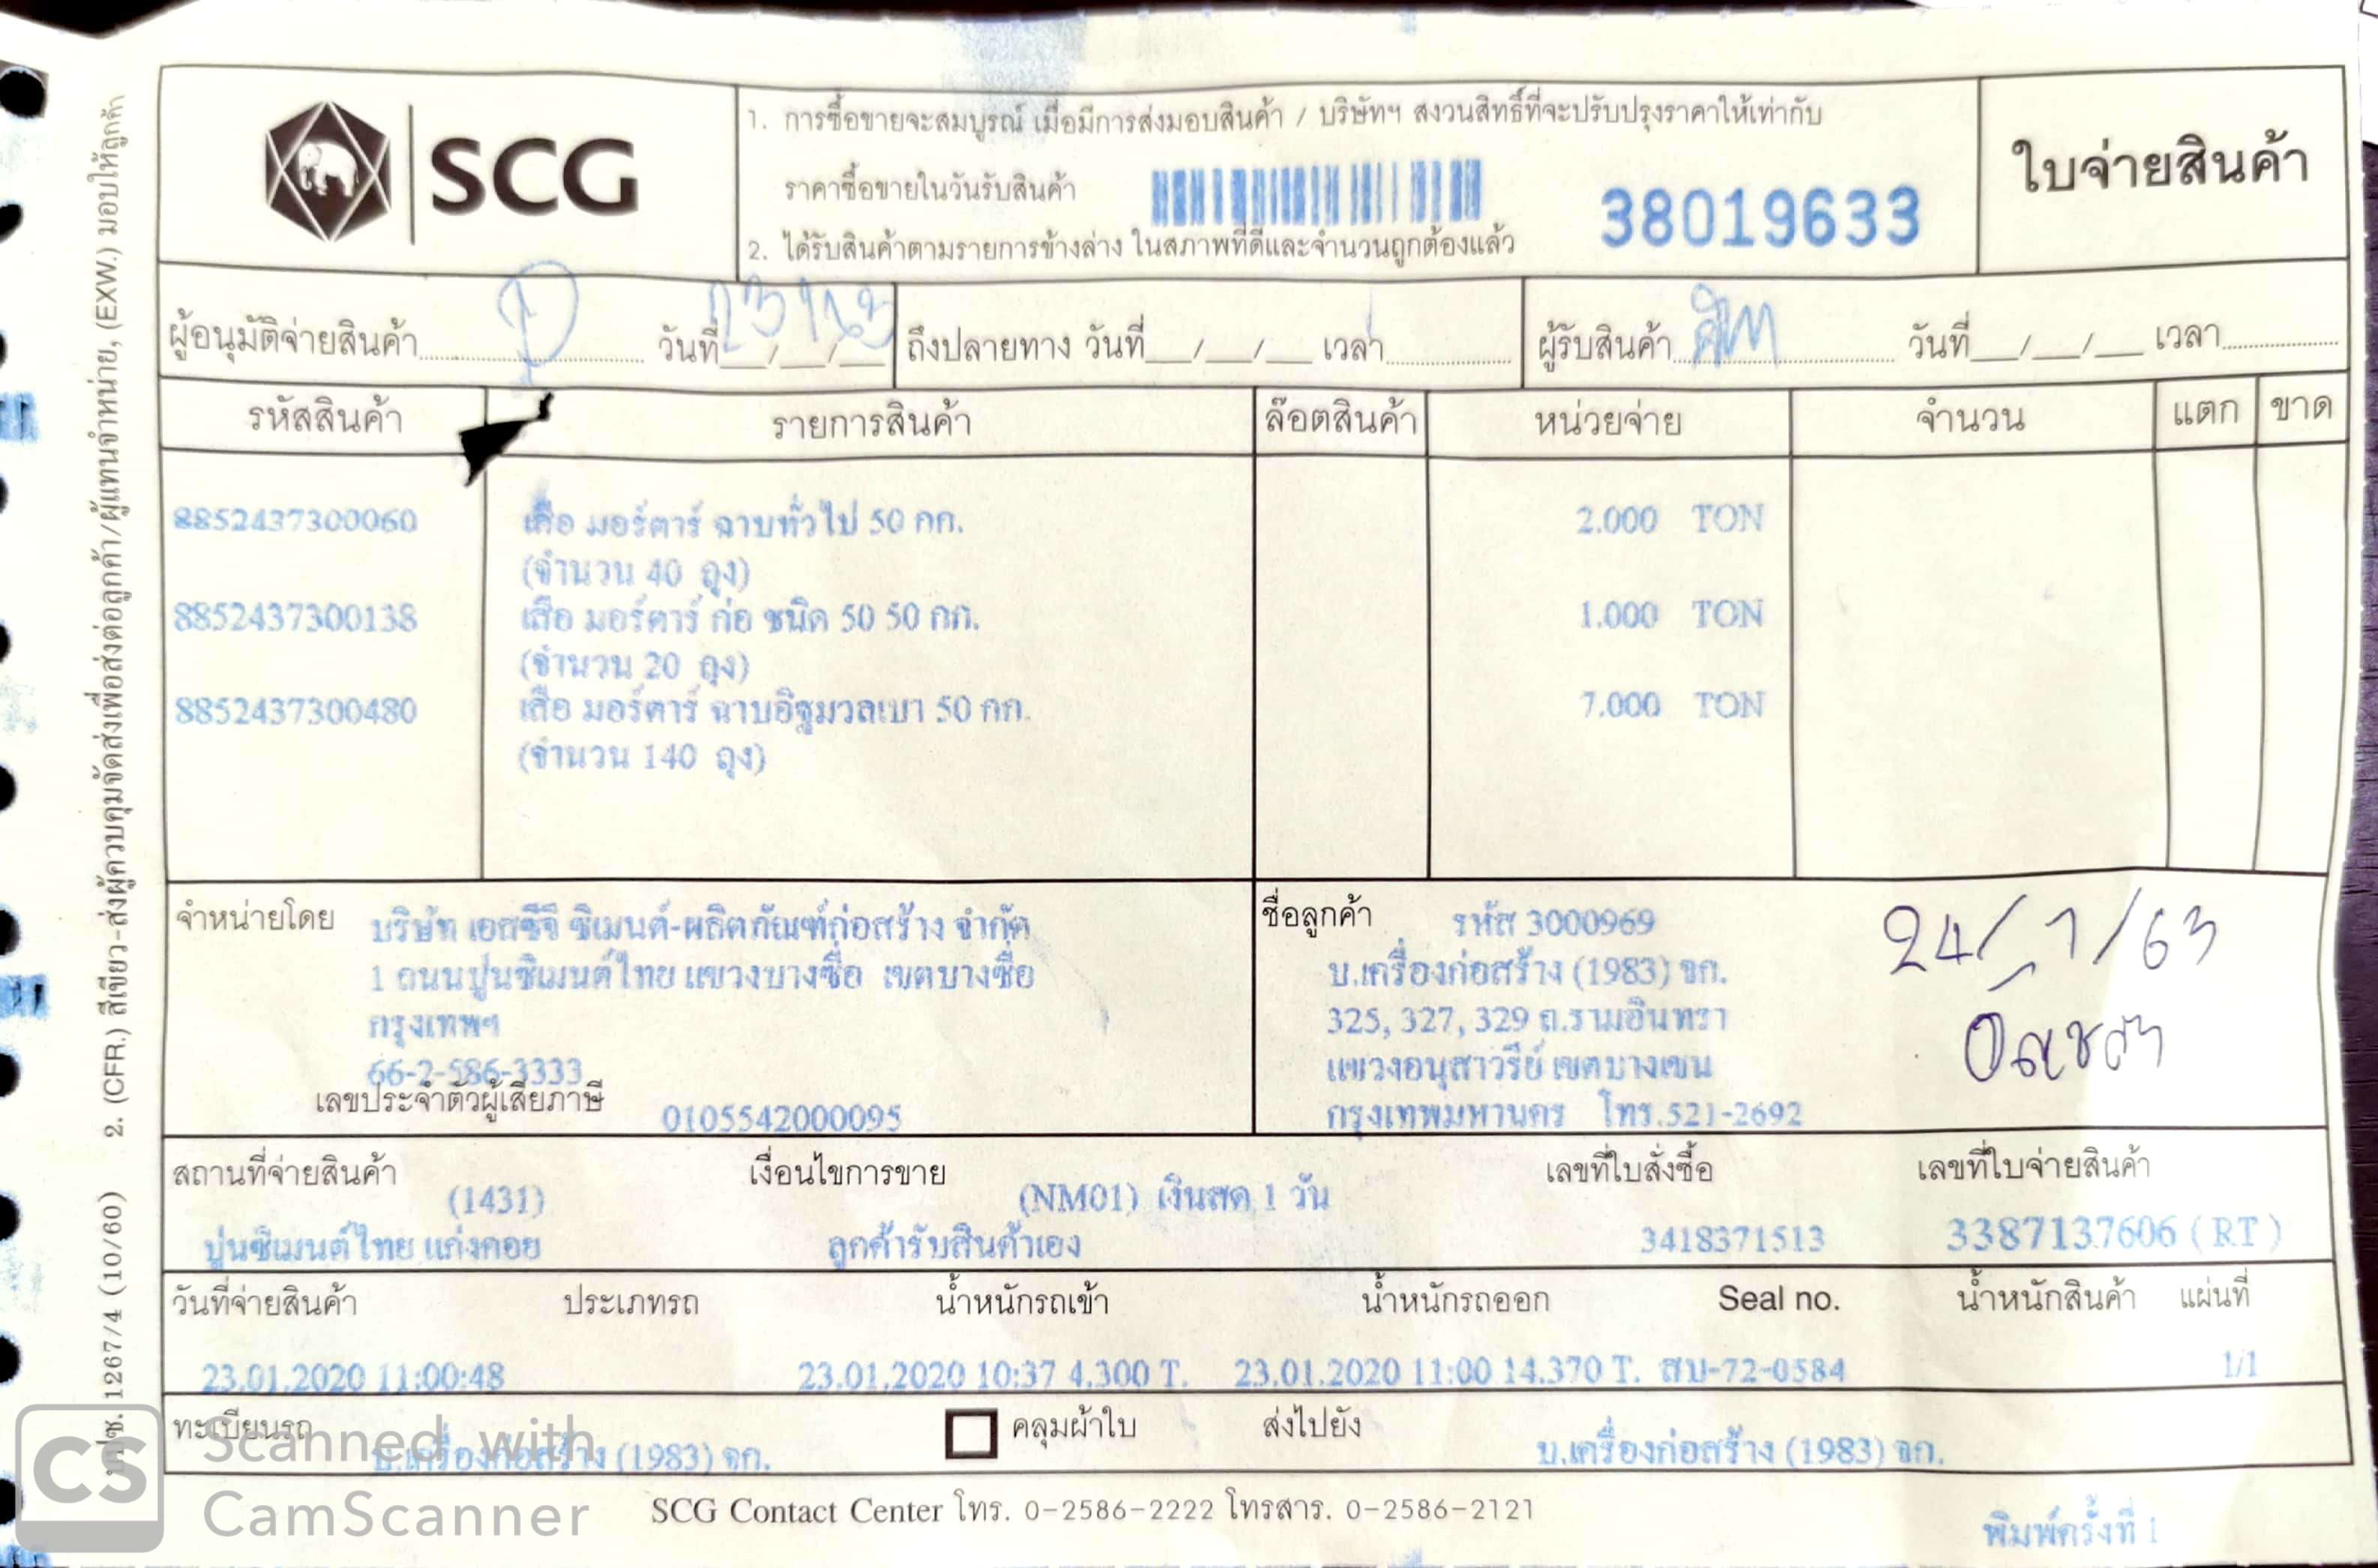 SCG
1. การซื้อขายจะสมบูรณ์ เมื่อมีการส่งมอบสินค้า / บริษัทฯ สงวนสิทธิ์ที่จะปรับปรุงราคาให้เท่ากับ
ราคาซื้อขายในวันรับสินค้า
38019633
2. ได้รับสินค้าตามรายการข้างล่าง ในสภาพที่ดีและจำนวนถูกต้องแล้ว
ใบจ่ายสินค้า
ผู้อนุมัติจ่ายสินค้า วันที่ / / ถึงปลายทาง วันที่ / / เวลา ผู้รับสินค้า วันที่ / / เวลา
รหัสสินค้า รายการสินค้า ล๊อตสินค้า หน่วยจ่าย จำนวน แตก ขาด
8852437300060 เสือ มอร์ตาร์ ฉาบทั่วไป 50 กก. 2.000 TON
(จำนวน 40 ถุง)
8852437300138 เสือ มอร์ตาร์ ก่อ ชนิด 50 50 กก. 1.000 TON
(จำนวน 20 ถุง)
8852437300480 เสือ มอร์ตาร์ ฉาบอิฐมวลเบา 50 กก. 7.000 TON
(จำนวน 140 ถุง)
จำหน่ายโดย บริษัท เอสซีจี ซิเมนต์-ผลิตภัณฑ์ก่อสร้าง จำกัด
1 ถนนปูนซิเมนต์ไทย แขวงบางซื่อ เขตบางซื่อ
กรุงเทพฯ
66-2-586-3333
เลขประจำตัวผู้เสียภาษี 0105542000095
ชื่อลูกค้า รหัส 3000969
บ.เครื่องก่อสร้าง (1983) จก.
325, 327, 329 ถ.รามอินทรา
แขวงอนุสาวรีย์ เขตบางเขน
กรุงเทพมหานคร โทร.521-2692
24/1/63
สถานที่จ่ายสินค้า เงื่อนไขการขาย เลขที่ใบสั่งซื้อ เลขที่ใบจ่ายสินค้า
(1431) (NM01) เงินสด 1 วัน
ปูนซิเมนต์ไทย แก่งคอย ลูกค้ารับสินค้าเอง 3418371513 3387137606 (RT)
วันที่จ่ายสินค้า ประเภทรถ น้ำหนักรถเข้า น้ำหนักรถออก Seal no. น้ำหนักสินค้า แผ่นที่
23.01.2020 11:00:48 23.01.2020 10:37 4.300 T. 23.01.2020 11:00 14.370 T. สบ-72-0584 1/1
ทะเบียนรถ บ.เครื่องก่อสร้าง (1983) จก. คลุมผ้าใบ ส่งไปยัง บ.เครื่องก่อสร้าง (1983) จก.
SCG Contact Center โทร. 0-2586-2222 โทรสาร. 0-2586-2121
พิมพ์ครั้งที่ 1
2. (CFR.) สีเขียว-ส่งผู้ควบคุมจัดส่งเพื่อส่งต่อลูกค้า/ผู้แทนจำหน่าย, (EXW.) มอบให้ลูกค้า
1267/4 (10/60)
CS Scanned with
CamScanner